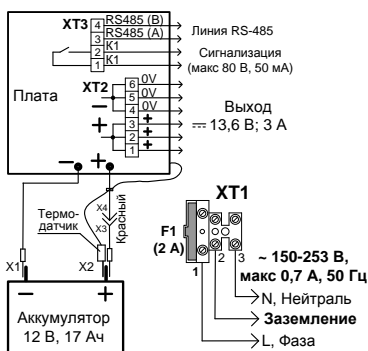 XT3
4 RS485 (B)
3 RS485 (A)
2 К1
1 К1
Линия RS-485
Сигнализация
(макс 80 В, 50 мА)
Плата
XT2
6 0V
5 0V
4 0V
3 +
2 +
1 +
−
+
Выход
13,6 В; 3 А
− +
Термо-
датчик
X4
X3
Красный
X1
X2
− +
Аккумулятор
12 В, 17 Ач
XT1
F1
(2 А)
1 2 3
~ 150-253 В,
макс 0,7 А, 50 Гц
N, Нейтраль
Заземление
L, Фаза